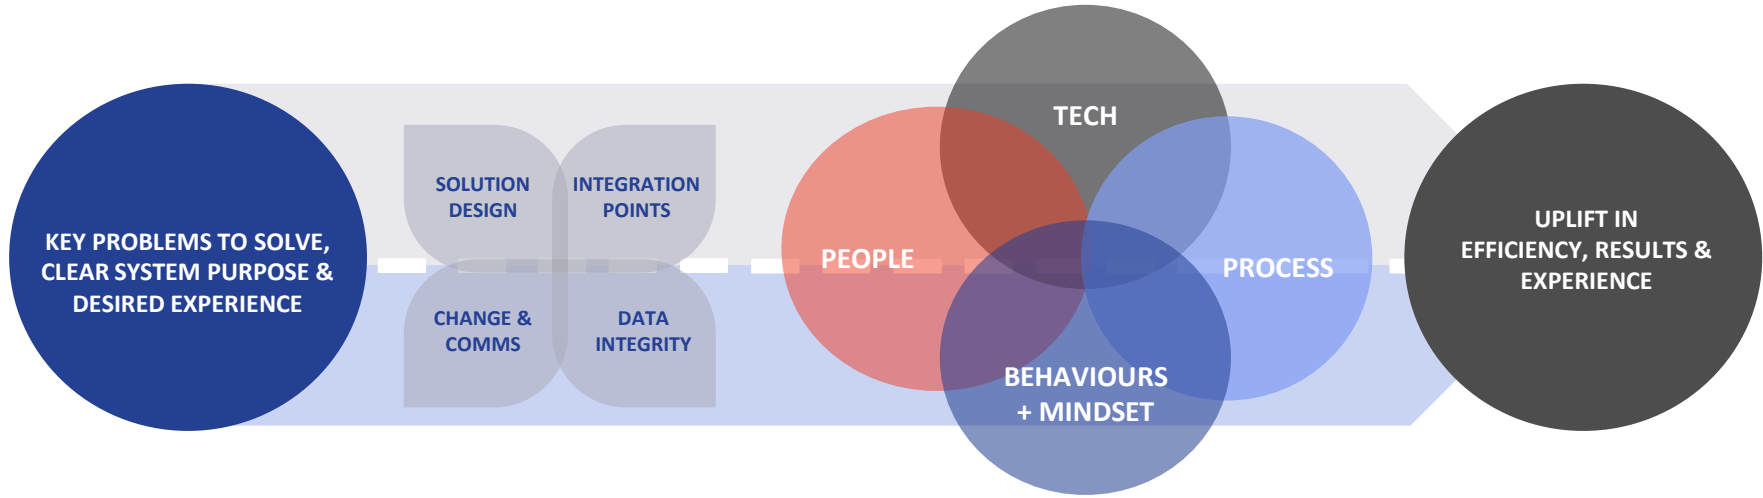 KEY PROBLEMS TO SOLVE,
CLEAR SYSTEM PURPOSE &
DESIRED EXPERIENCE
SOLUTION
DESIGN
INTEGRATION
POINTS
CHANGE &
COMMS
DATA
INTEGRITY
TECH
PEOPLE
PROCESS
BEHAVIOURS
+ MINDSET
UPLIFT IN
EFFICIENCY, RESULTS &
EXPERIENCE